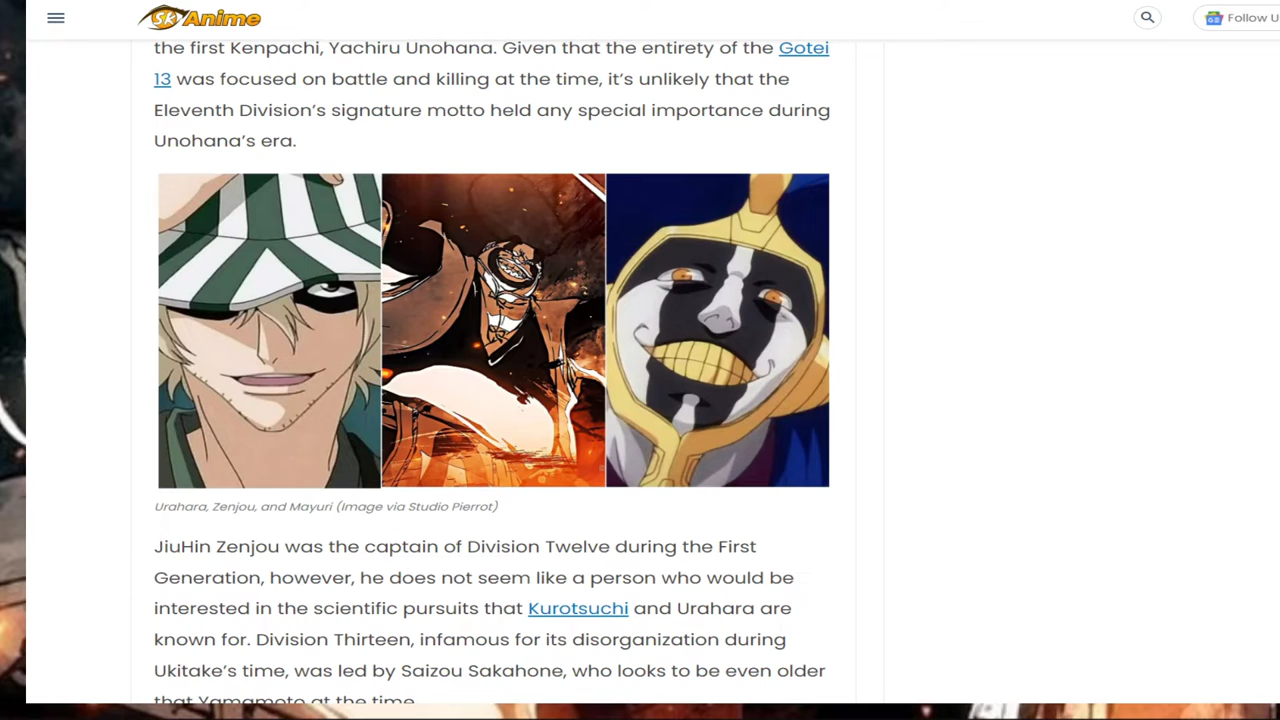 SK Anime
Follow U
the first Kenpachi, Yachiru Unohana. Given that the entirety of the Gotei
13 was focused on battle and killing at the time, it's unlikely that the
Eleventh Division's signature motto held any special importance during
Unohana's era.
Urahara, Zenjou, and Mayuri (Image via Studio Pierrot)
JiuHin Zenjou was the captain of Division Twelve during the First
Generation, however, he does not seem like a person who would be
interested in the scientific pursuits that Kurotsuchi and Urahara are
known for. Division Thirteen, infamous for its disorganization during
Ukitake's time, was led by Saizou Sakahone, who looks to be even older
that Yamamoto at the time.